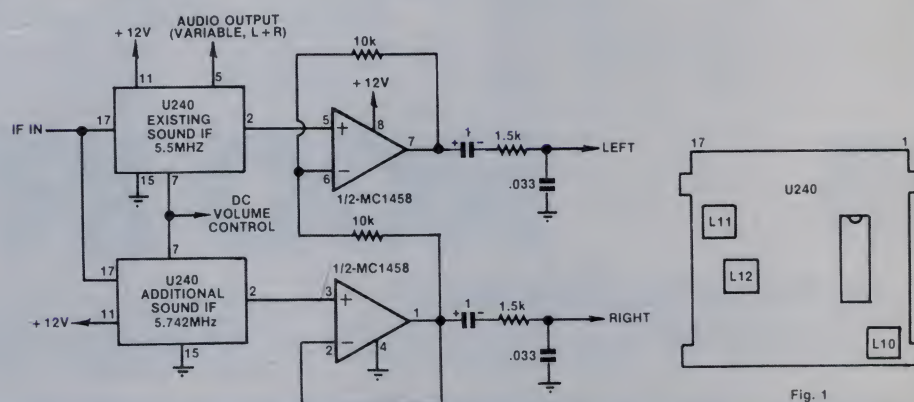 AUDIO OUTPUT
(VARIABLE, L+R)
+12V
10k
11
5
+12V
U240
EXISTING
SOUND IF
5.5MHZ
IF IN
17
2
5
+
8
7
6
−
1/2-MC1458
15
7
1
+ −
1.5k
LEFT
.033
DC
VOLUME
CONTROL
10k
7
1/2-MC1458
17
U240
ADDITIONAL
SOUND IF
5.742MHz
2
3
+
1
2
−
4
+12V
11
15
1
+ −
1.5k
RIGHT
.033
17
1
U240
L11
L12
L10
Fig. 1